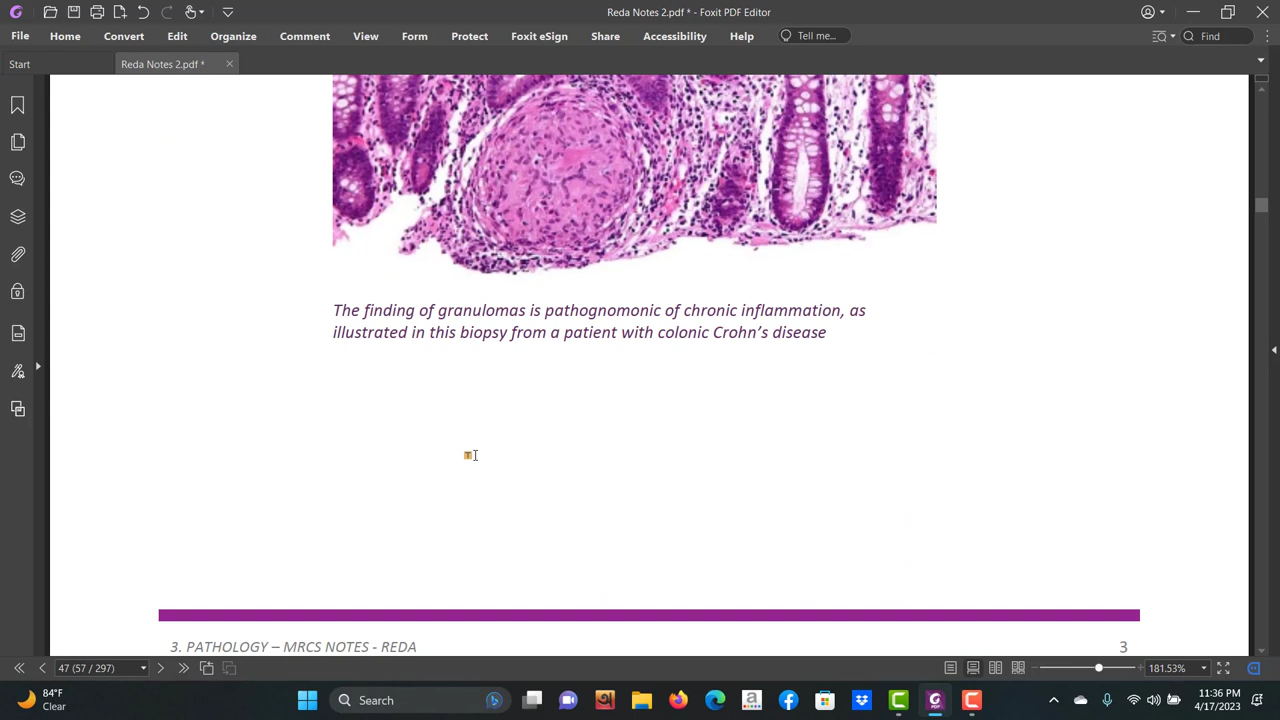 Reda Notes 2.pdf * - Foxit PDF Editor
File Home Convert Edit Organize Comment View Form Protect Foxit eSign Share Accessibility Help Tell me... Find
Start Reda Notes 2.pdf *
The finding of granulomas is pathognomonic of chronic inflammation, as
illustrated in this biopsy from a patient with colonic Crohn’s disease
T
3. PATHOLOGY – MRCS NOTES - REDA 3
47 (57 / 297) 181.53%
84°F
Clear
Search
11:36 PM
4/17/2023